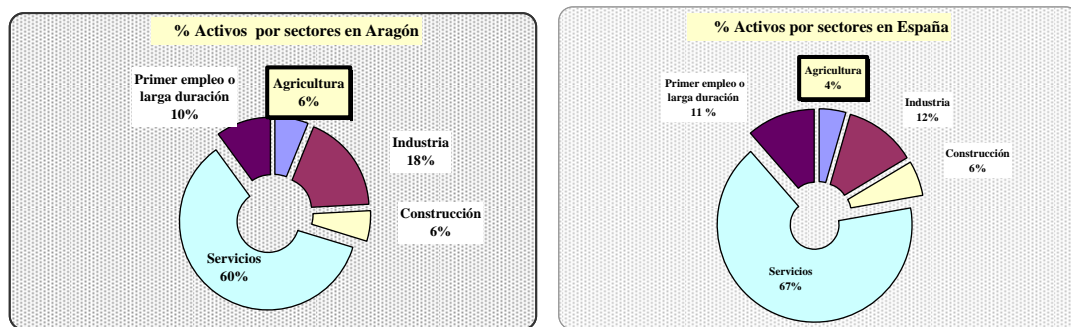 % Activos por sectores en Aragón
Primer empleo o
larga duración
10%
Agricultura
6%
Industria
18%
Construcción
6%
Servicios
60%
% Activos por sectores en España
Primer empleo o
larga duración
11 %
Agricultura
4%
Industria
12%
Construcción
6%
Servicios
67%